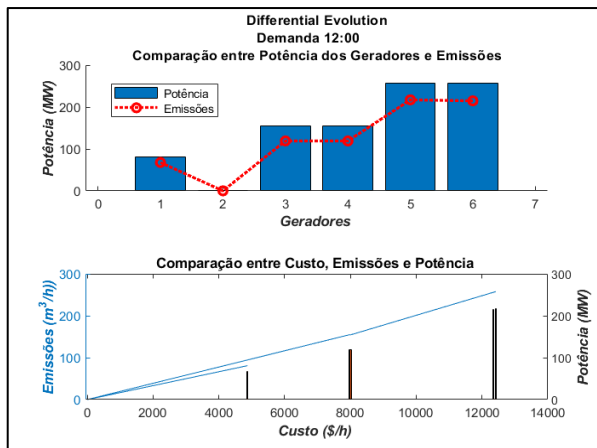 Differential Evolution
Demanda 12:00
Comparação entre Potência dos Geradores e Emissões
Potência (MW)
300
200
100
0
Potência
Emissões
0 1 2 3 4 5 6 7
Geradores
Comparação entre Custo, Emissões e Potência
Emissões (m³/h)
300
200
100
0
300
200
100
0
Potência (MW)
0 2000 4000 6000 8000 10000 12000 14000
Custo ($/h)